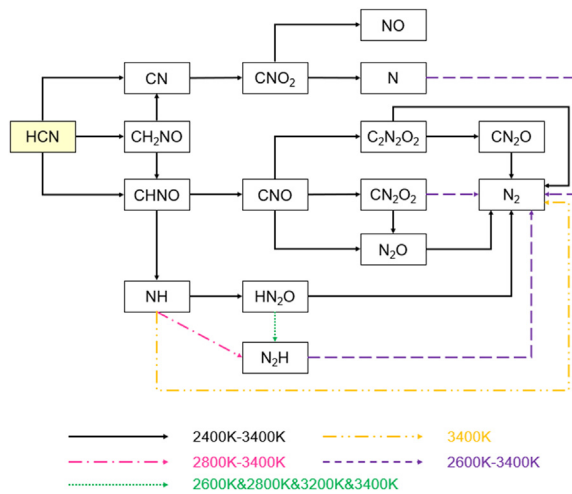 NO
CN
CNO₂
N
HCN
CH₂NO
C₂N₂O₂
CN₂O
CHNO
CNO
CN₂O₂
N₂
N₂O
NH
HN₂O
N₂H
2400K-3400K
3400K
2800K-3400K
2600K-3400K
2600K&2800K&3200K&3400K